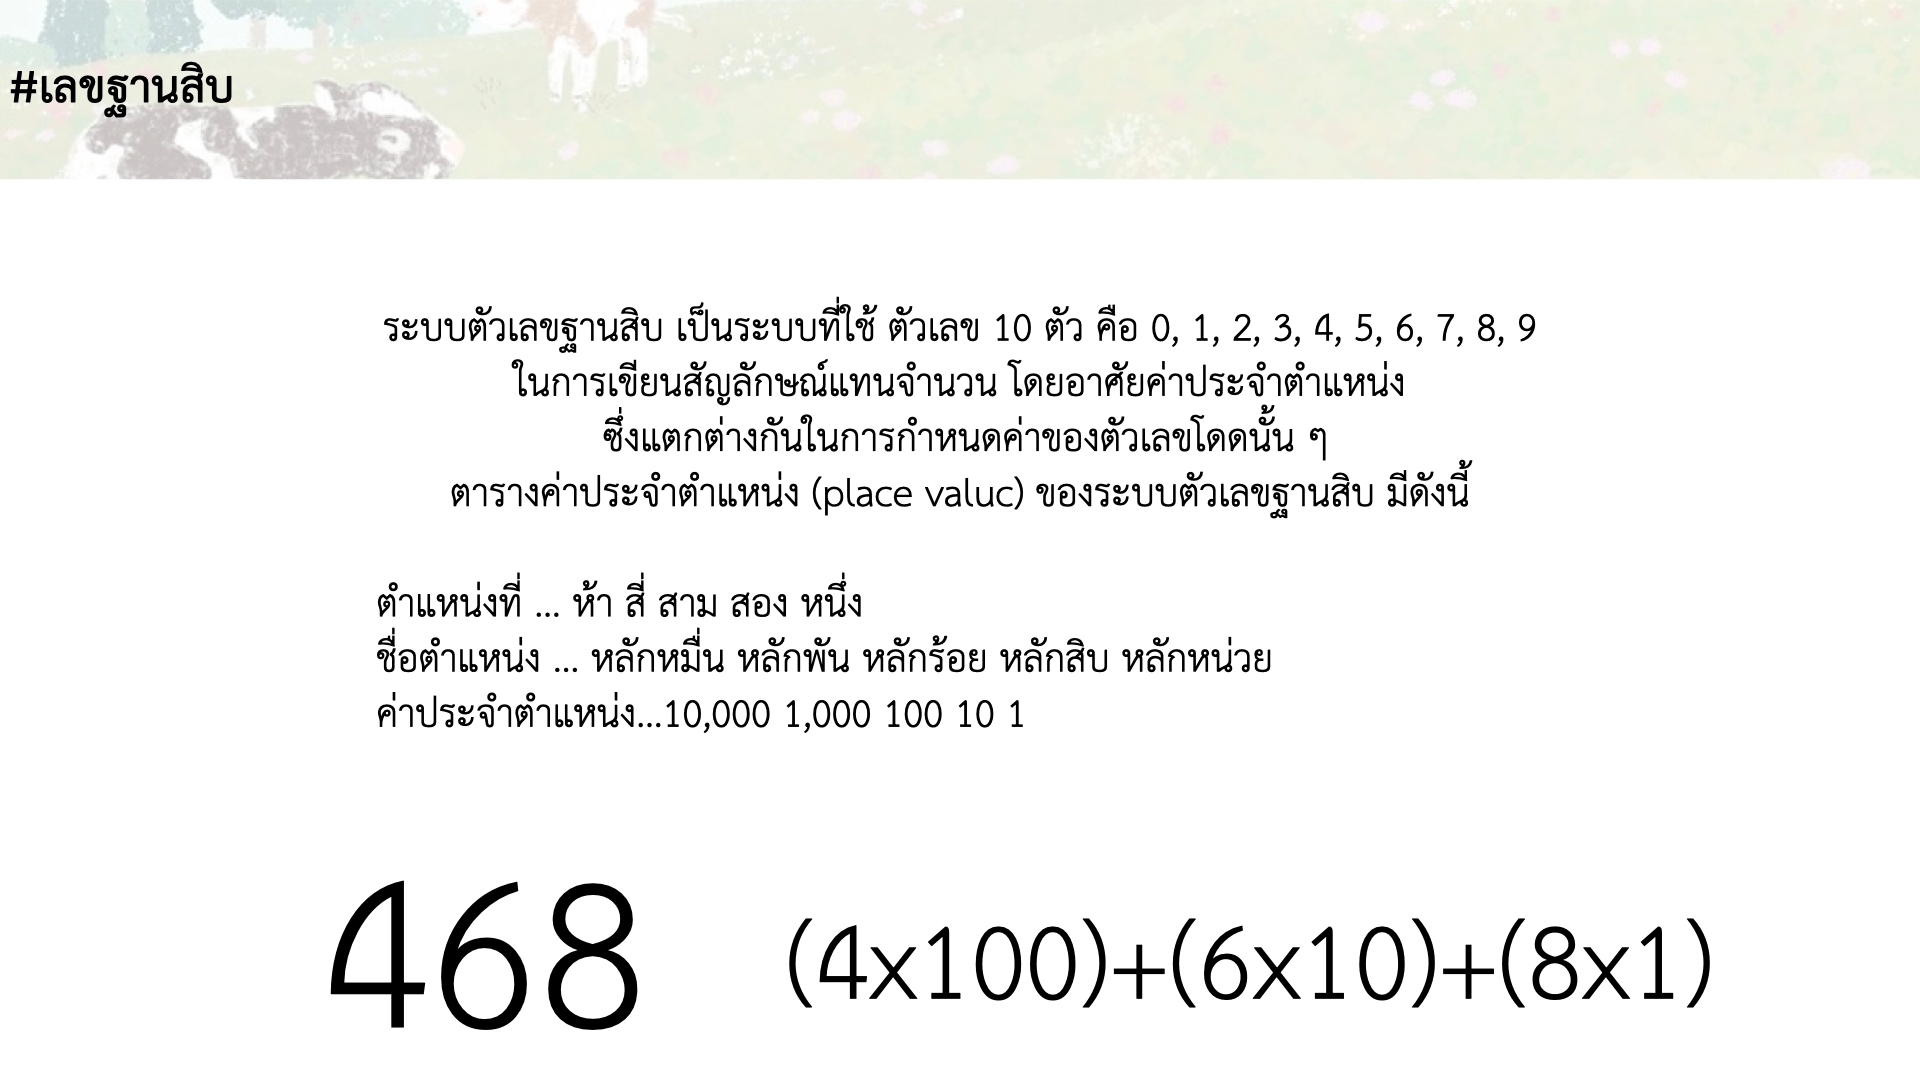 #เลขฐานสิบ
ระบบตัวเลขฐานสิบ เป็นระบบที่ใช้ ตัวเลข 10 ตัว คือ 0, 1, 2, 3, 4, 5, 6, 7, 8, 9
ในการเขียนสัญลักษณ์แทนจำนวน โดยอาศัยค่าประจำตำแหน่ง
ซึ่งแตกต่างกันในการกำหนดค่าของตัวเลขโดดนั้น ๆ
ตารางค่าประจำตำแหน่ง (place valuc) ของระบบตัวเลขฐานสิบ มีดังนี้
ตำแหน่งที่ ... ห้า สี่ สาม สอง หนึ่ง
ชื่อตำแหน่ง ... หลักหมื่น หลักพัน หลักร้อย หลักสิบ หลักหน่วย
ค่าประจำตำแหน่ง...10,000 1,000 100 10 1
468
(4x100)+(6x10)+(8x1)